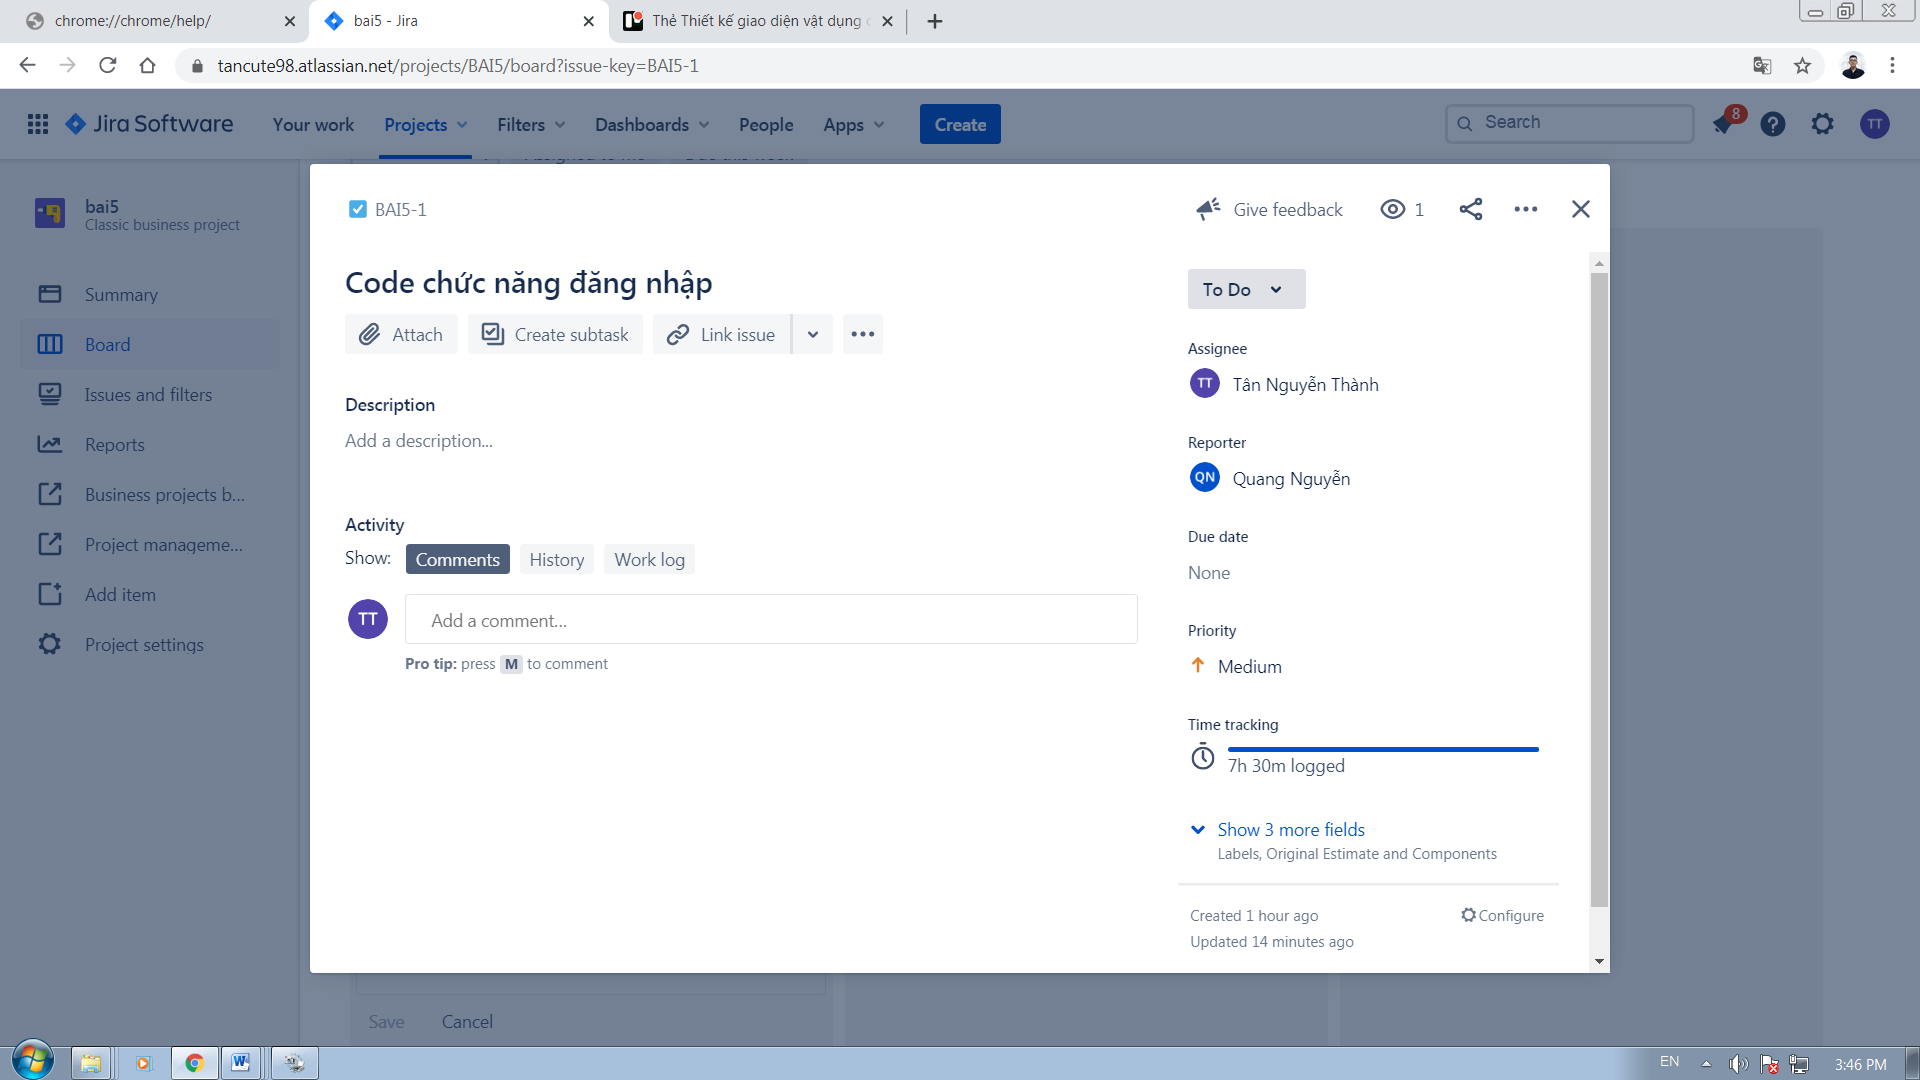 chrome://chrome/help/
bai5 - Jira
Thẻ Thiết kế giao diện vật dụng
tancute98.atlassian.net/projects/BAI5/board?issue-key=BAI5-1
Jira Software
Your work
Projects
Filters
Dashboards
People
Apps
Create
Search
8
TT
bai5
Classic business project
Summary
Board
Issues and filters
Reports
Business projects b...
Project manageme...
Add item
Project settings
BAI5-1
Give feedback
1
Code chức năng đăng nhập
Attach
Create subtask
Link issue
Description
Add a description...
Activity
Show:
Comments
History
Work log
TT
Add a comment...
Pro tip: press M to comment
To Do
Assignee
TT
Tân Nguyễn Thành
Reporter
QN
Quang Nguyễn
Due date
None
Priority
Medium
Time tracking
7h 30m logged
Show 3 more fields
Labels, Original Estimate and Components
Created 1 hour ago
Configure
Updated 14 minutes ago
Save
Cancel
EN
3:46 PM